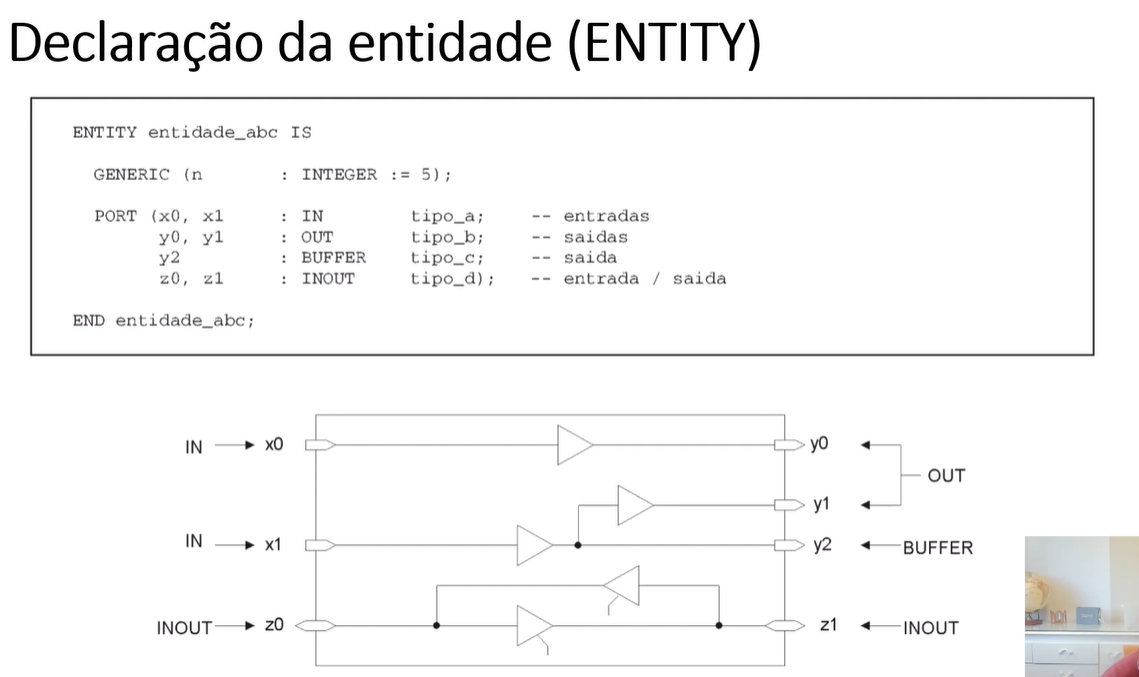 Declaração da entidade (ENTITY)
ENTITY entidade_abc IS
GENERIC (n : INTEGER := 5);
PORT (x0, x1 : IN tipo_a; -- entradas
y0, y1 : OUT tipo_b; -- saidas
y2 : BUFFER tipo_c; -- saida
z0, z1 : INOUT tipo_d); -- entrada / saida
END entidade_abc;
IN x0 y0
OUT
y1
IN x1 y2 BUFFER
INOUT z0 z1 INOUT